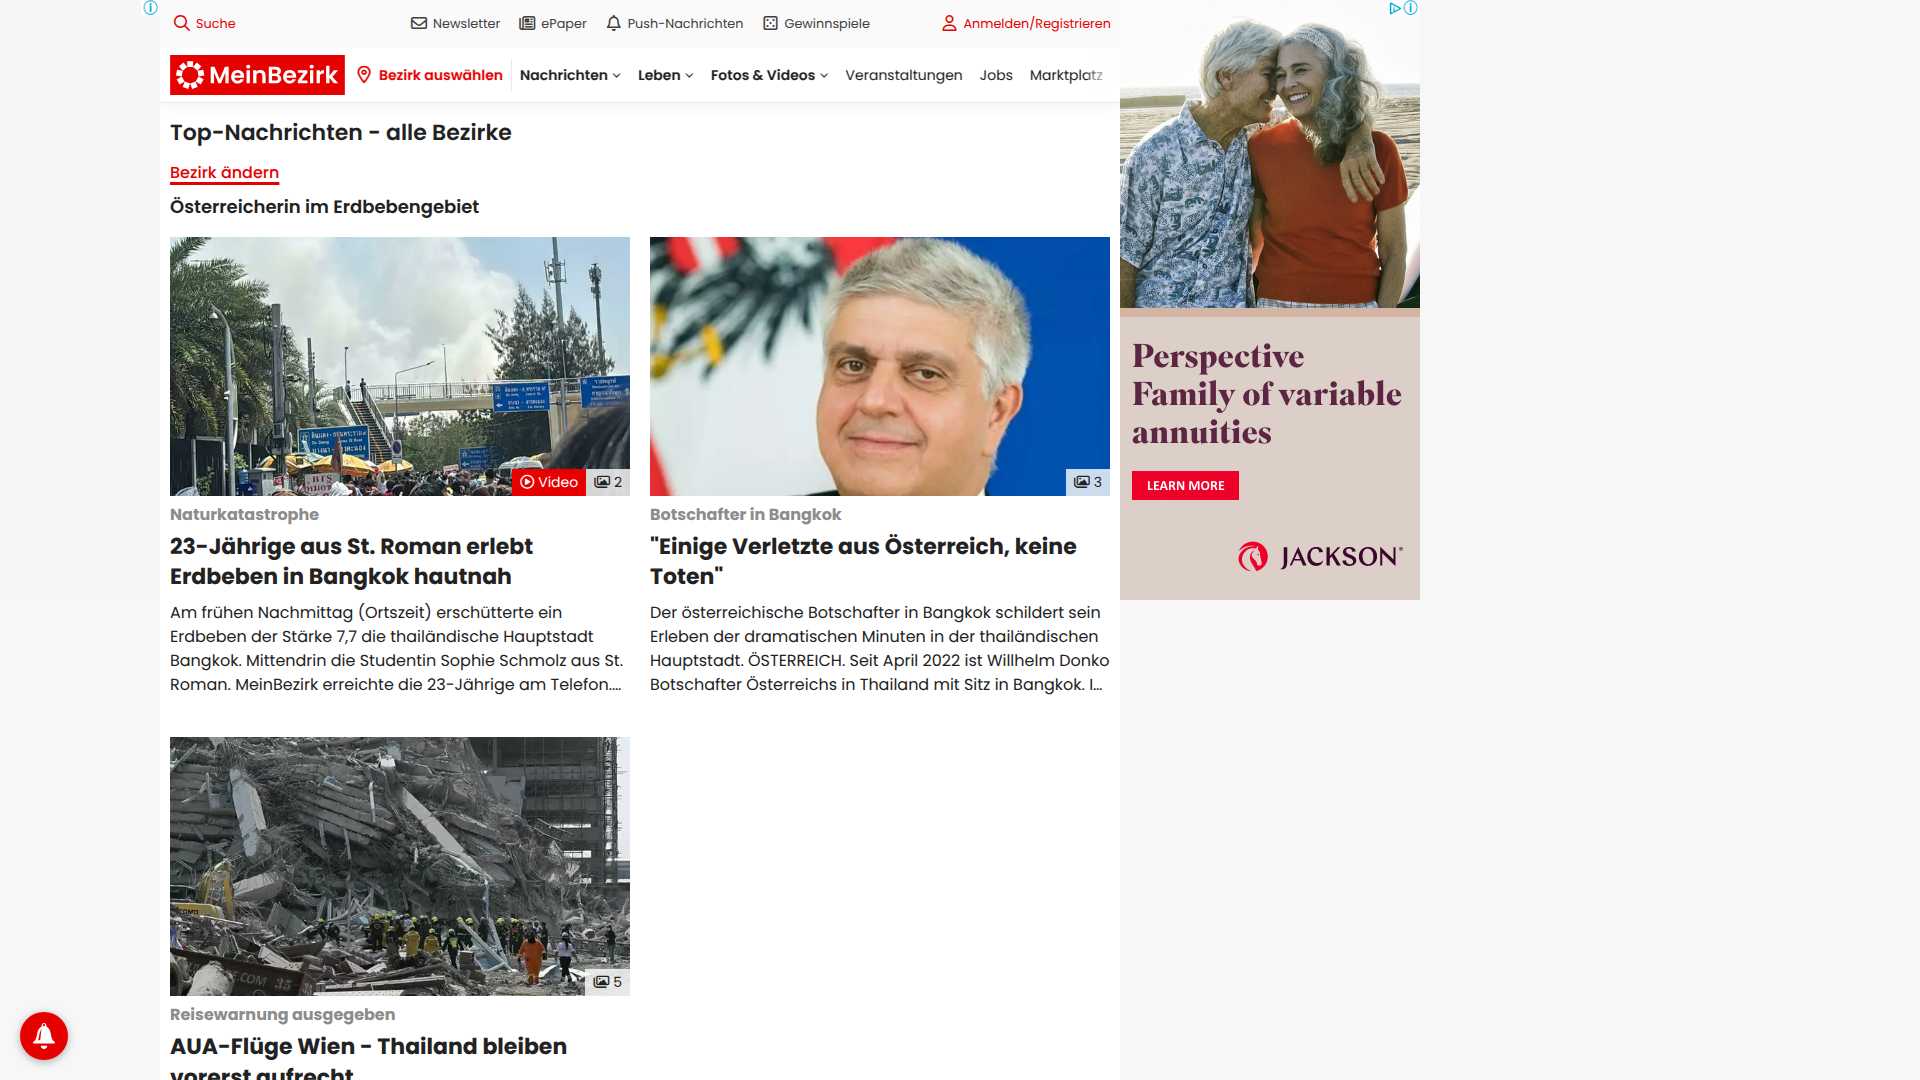 Suche
Newsletter
ePaper
Push-Nachrichten
Gewinnspiele
Anmelden/Registrieren
MeinBezirk
Bezirk auswählen
Nachrichten
Leben
Fotos & Videos
Veranstaltungen
Jobs
Marktplatz
Top-Nachrichten - alle Bezirke
Bezirk ändern
Österreicherin im Erdbebengebiet
Video
2
3
Naturkatastrophe
23-Jährige aus St. Roman erlebt
Erdbeben in Bangkok hautnah
Am frühen Nachmittag (Ortszeit) erschütterte ein
Erdbeben der Stärke 7,7 die thailändische Hauptstadt
Bangkok. Mittendrin die Studentin Sophie Schmolz aus St.
Roman. MeinBezirk erreichte die 23-Jährige am Telefon....
Botschafter in Bangkok
"Einige Verletzte aus Österreich, keine
Toten"
Der österreichische Botschafter in Bangkok schildert sein
Erleben der dramatischen Minuten in der thailändischen
Hauptstadt. ÖSTERREICH. Seit April 2022 ist Willhelm Donko
Botschafter Österreichs in Thailand mit Sitz in Bangkok. I...
5
Reisewarnung ausgegeben
AUA-Flüge Wien - Thailand bleiben
vorerst aufrecht
Perspective
Family of variable
annuities
LEARN MORE
JACKSON